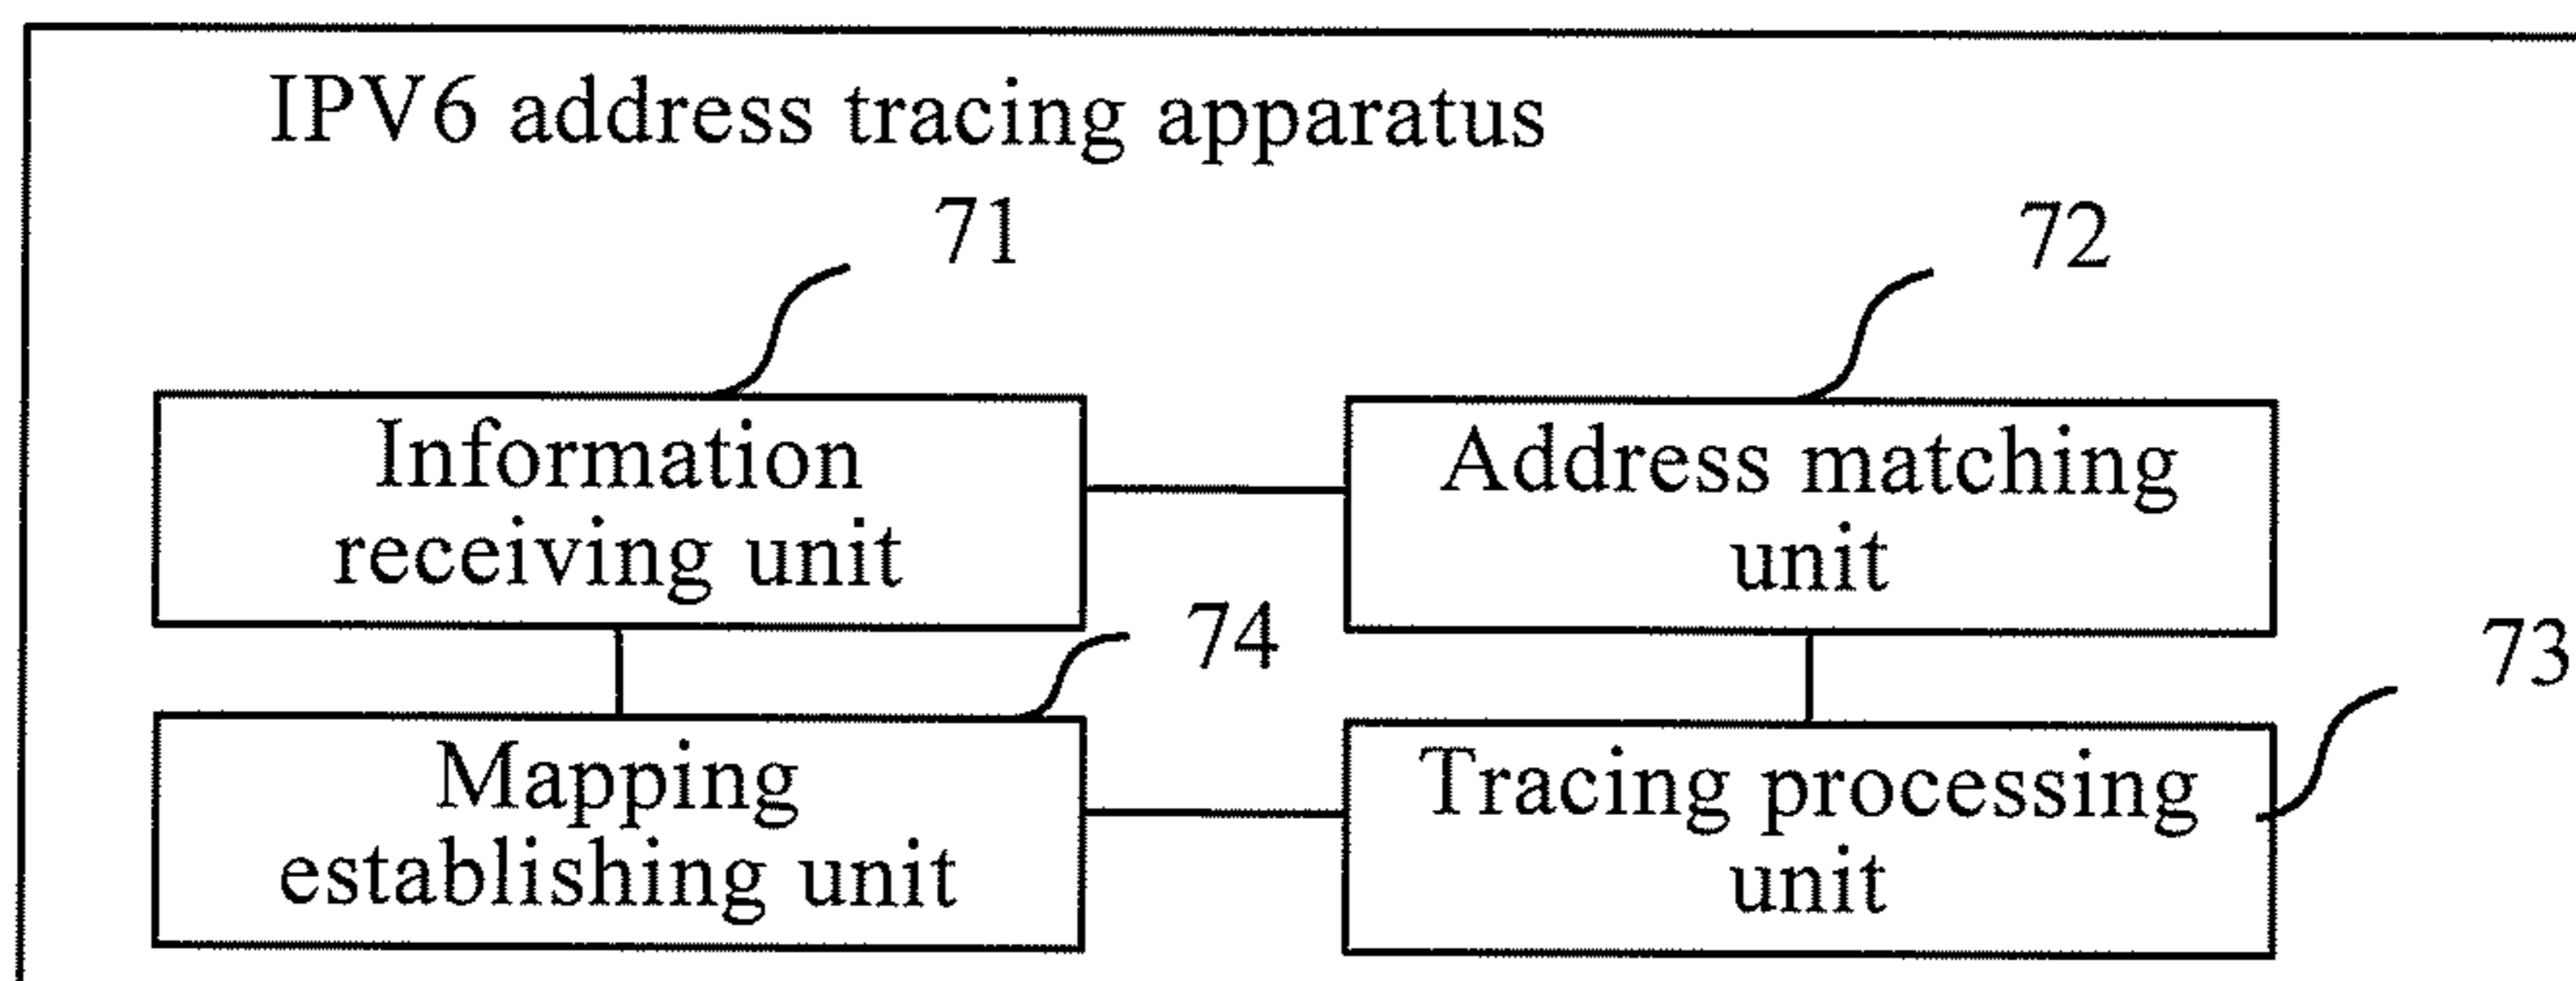 IPV6 address tracing apparatus
71
72
Information
receiving unit
Address matching
unit
74
73
Mapping
establishing unit
Tracing processing
unit